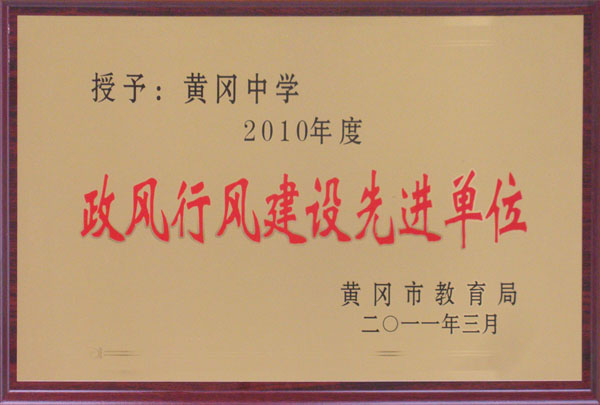 授予：黄冈中学
2010年度
政风行风建设先进单位
黄冈市教育局
二〇一一年三月